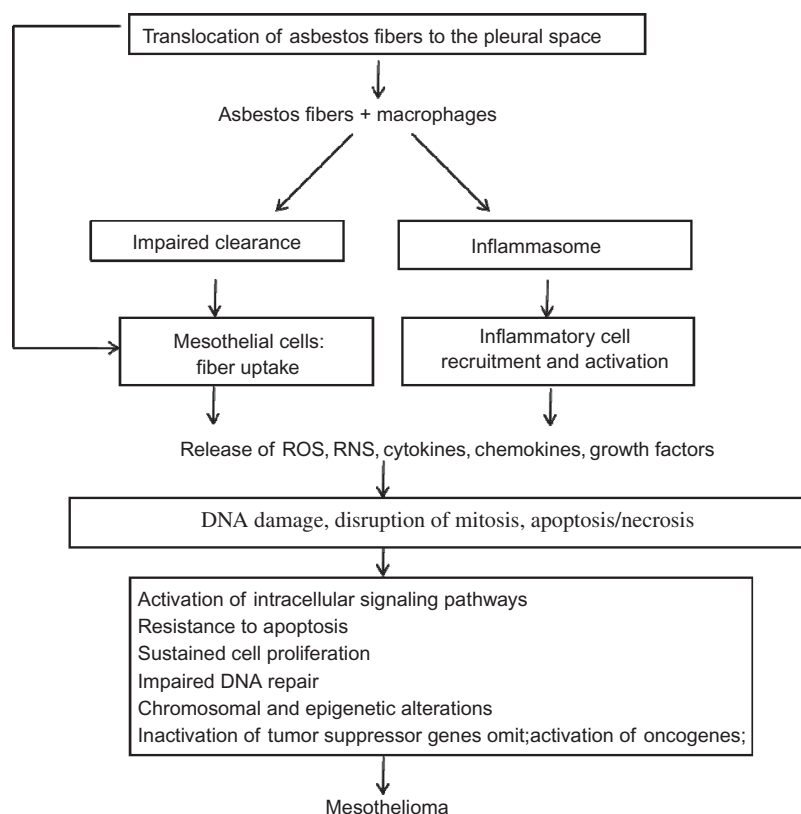 Translocation of asbestos fibers to the pleural space
Asbestos fibers + macrophages
Impaired clearance
Inflammasome
Mesothelial cells:
fiber uptake
Inflammatory cell
recruitment and activation
Release of ROS, RNS, cytokines, chemokines, growth factors
DNA damage, disruption of mitosis, apoptosis/necrosis
Activation of intracellular signaling pathways
Resistance to apoptosis
Sustained cell proliferation
Impaired DNA repair
Chromosomal and epigenetic alterations
Inactivation of tumor suppressor genes omit;activation of oncogenes;
Mesothelioma